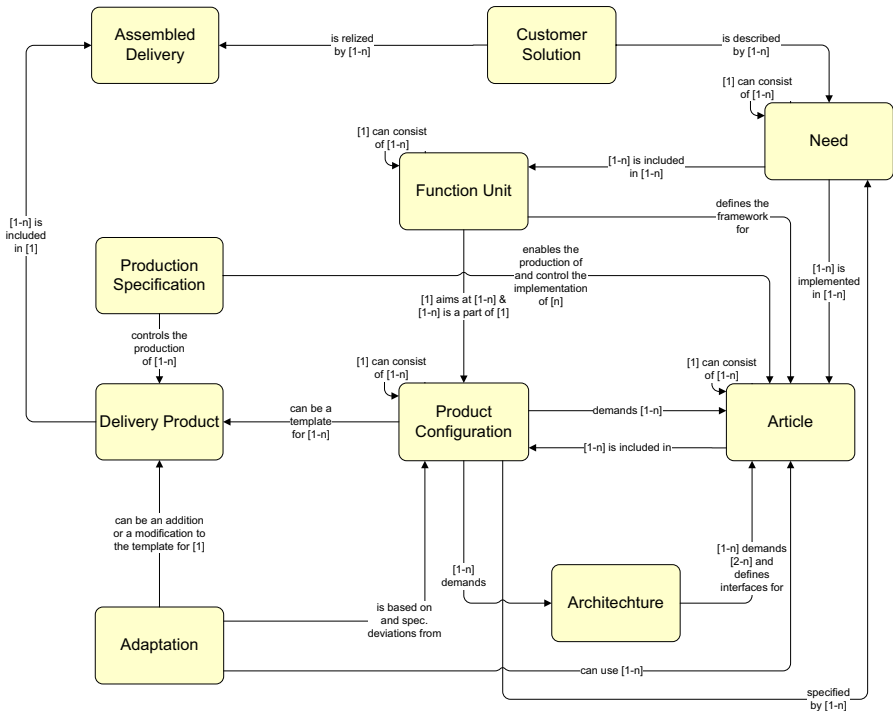 Assembled
Delivery
is relized
by [1-n]
Customer
Solution
is described
by [1-n]
[1] can consist
of [1-n]
Need
[1] can consist
of [1-n]
Function Unit
[1-n] is included
in [1-n]
defines the
framework
for
[1-n] is
included
in [1]
Production
Specification
enables the
production of
and control the
implementation
of [n]
[1-n] is
implemented
in [1-n]
[1] aims at [1-n] &
[1-n] is a part of [1]
controls the
production
of [1-n]
[1] can consist
of [1-n]
[1] can consist
of [1-n]
Delivery Product
can be a
template
for [1-n]
Product
Configuration
demands [1-n]
[1-n] is included in
Article
can be an addition
or a modification to
the template for [1]
[1-n]
demands
[1-n] demands
[2-n] and
defines
interfaces for
Architechture
is based on
and spec.
deviations from
Adaptation
can use [1-n]
specified
by [1-n]